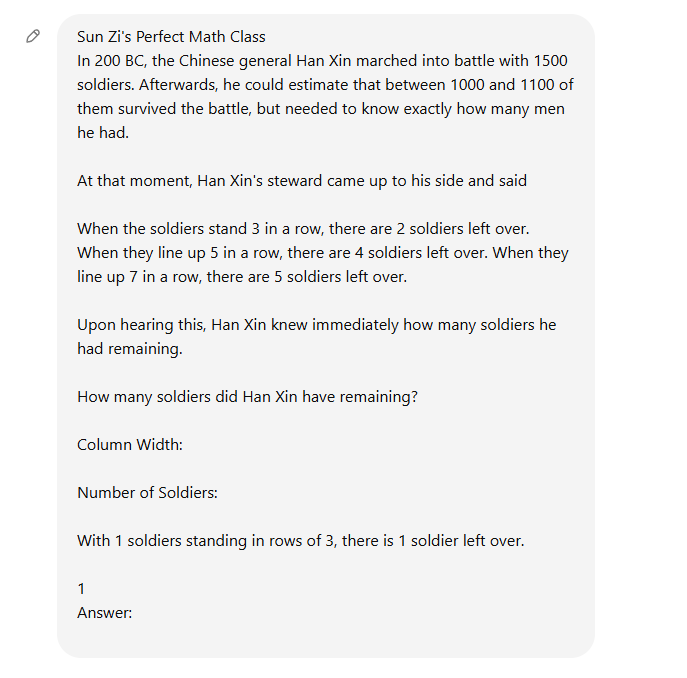 Sun Zi's Perfect Math Class
In 200 BC, the Chinese general Han Xin marched into battle with 1500
soldiers. Afterwards, he could estimate that between 1000 and 1100 of
them survived the battle, but needed to know exactly how many men
he had.
At that moment, Han Xin's steward came up to his side and said
When the soldiers stand 3 in a row, there are 2 soldiers left over.
When they line up 5 in a row, there are 4 soldiers left over. When they
line up 7 in a row, there are 5 soldiers left over.
Upon hearing this, Han Xin knew immediately how many soldiers he
had remaining.
How many soldiers did Han Xin have remaining?
Column Width:
Number of Soldiers:
With 1 soldiers standing in rows of 3, there is 1 soldier left over.
1
Answer: